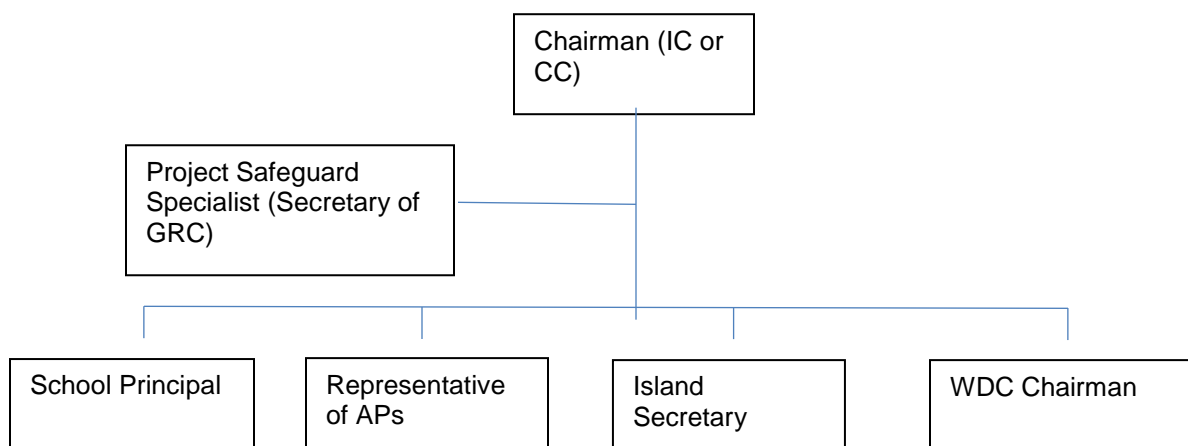 Chairman (IC or
CC)
Project Safeguard
Specialist (Secretary of
GRC)
School Principal
Representative
of APs
Island
Secretary
WDC Chairman